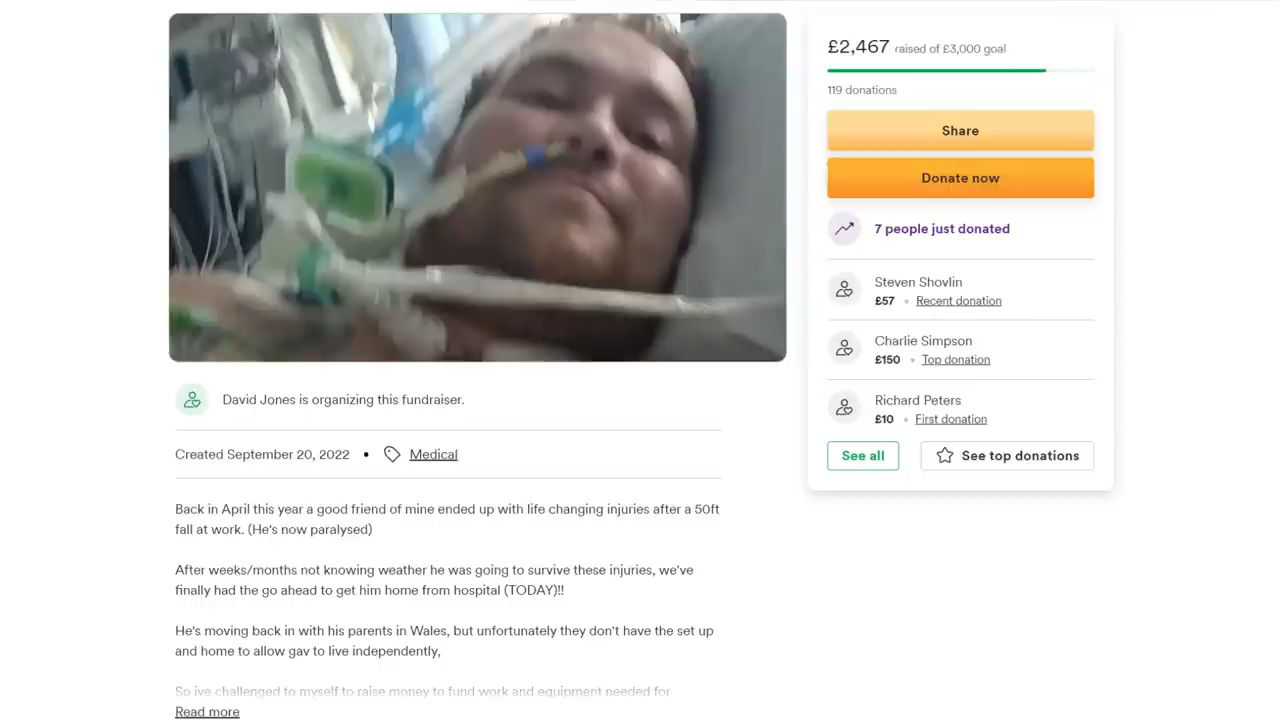 £2,467 raised of £3,000 goal
119 donations
Share
Donate now
7 people just donated
Steven Shovlin
£57 • Recent donation
Charlie Simpson
£150 • Top donation
Richard Peters
£10 • First donation
See all
See top donations
David Jones is organizing this fundraiser.
Created September 20, 2022 • Medical
Back in April this year a good friend of mine ended up with life changing injuries after a 50ft
fall at work. (He's now paralysed)
After weeks/months not knowing weather he was going to survive these injuries, we've
finally had the go ahead to get him home from hospital (TODAY)!!
He's moving back in with his parents in Wales, but unfortunately they don't have the set up
and home to allow gav to live independently,
So ive challenged to myself to raise money to fund work and equipment needed for
Read more